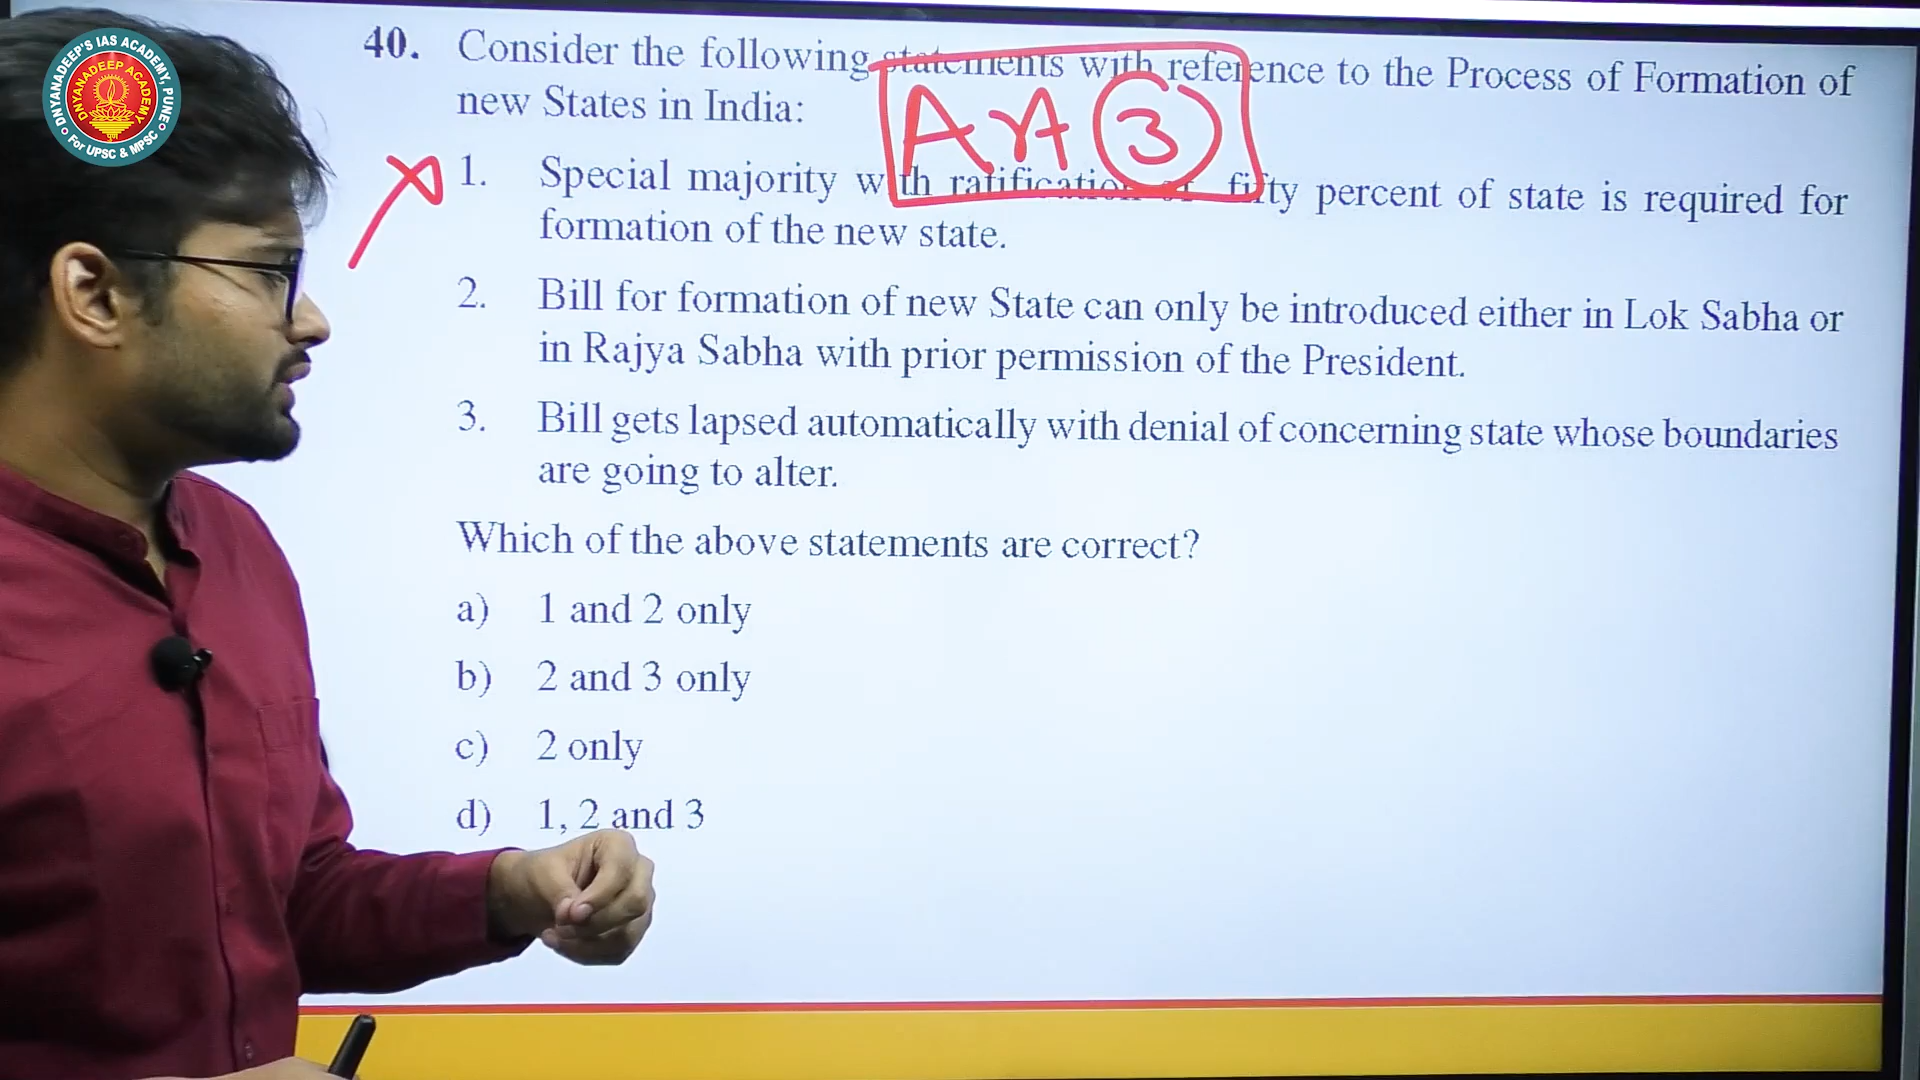 DNYANADEEP'S IAS ACADEMY, PUNE
DNYANADEEP ACADEMY
पुणे
• For UPSC & MPSC •
40. Consider the following statements with reference to the Process of Formation of
new States in India:
Art 3
1. Special majority with ratification of fifty percent of state is required for
formation of the new state.
2. Bill for formation of new State can only be introduced either in Lok Sabha or
in Rajya Sabha with prior permission of the President.
3. Bill gets lapsed automatically with denial of concerning state whose boundaries
are going to alter.
Which of the above statements are correct?
a) 1 and 2 only
b) 2 and 3 only
c) 2 only
d) 1, 2 and 3